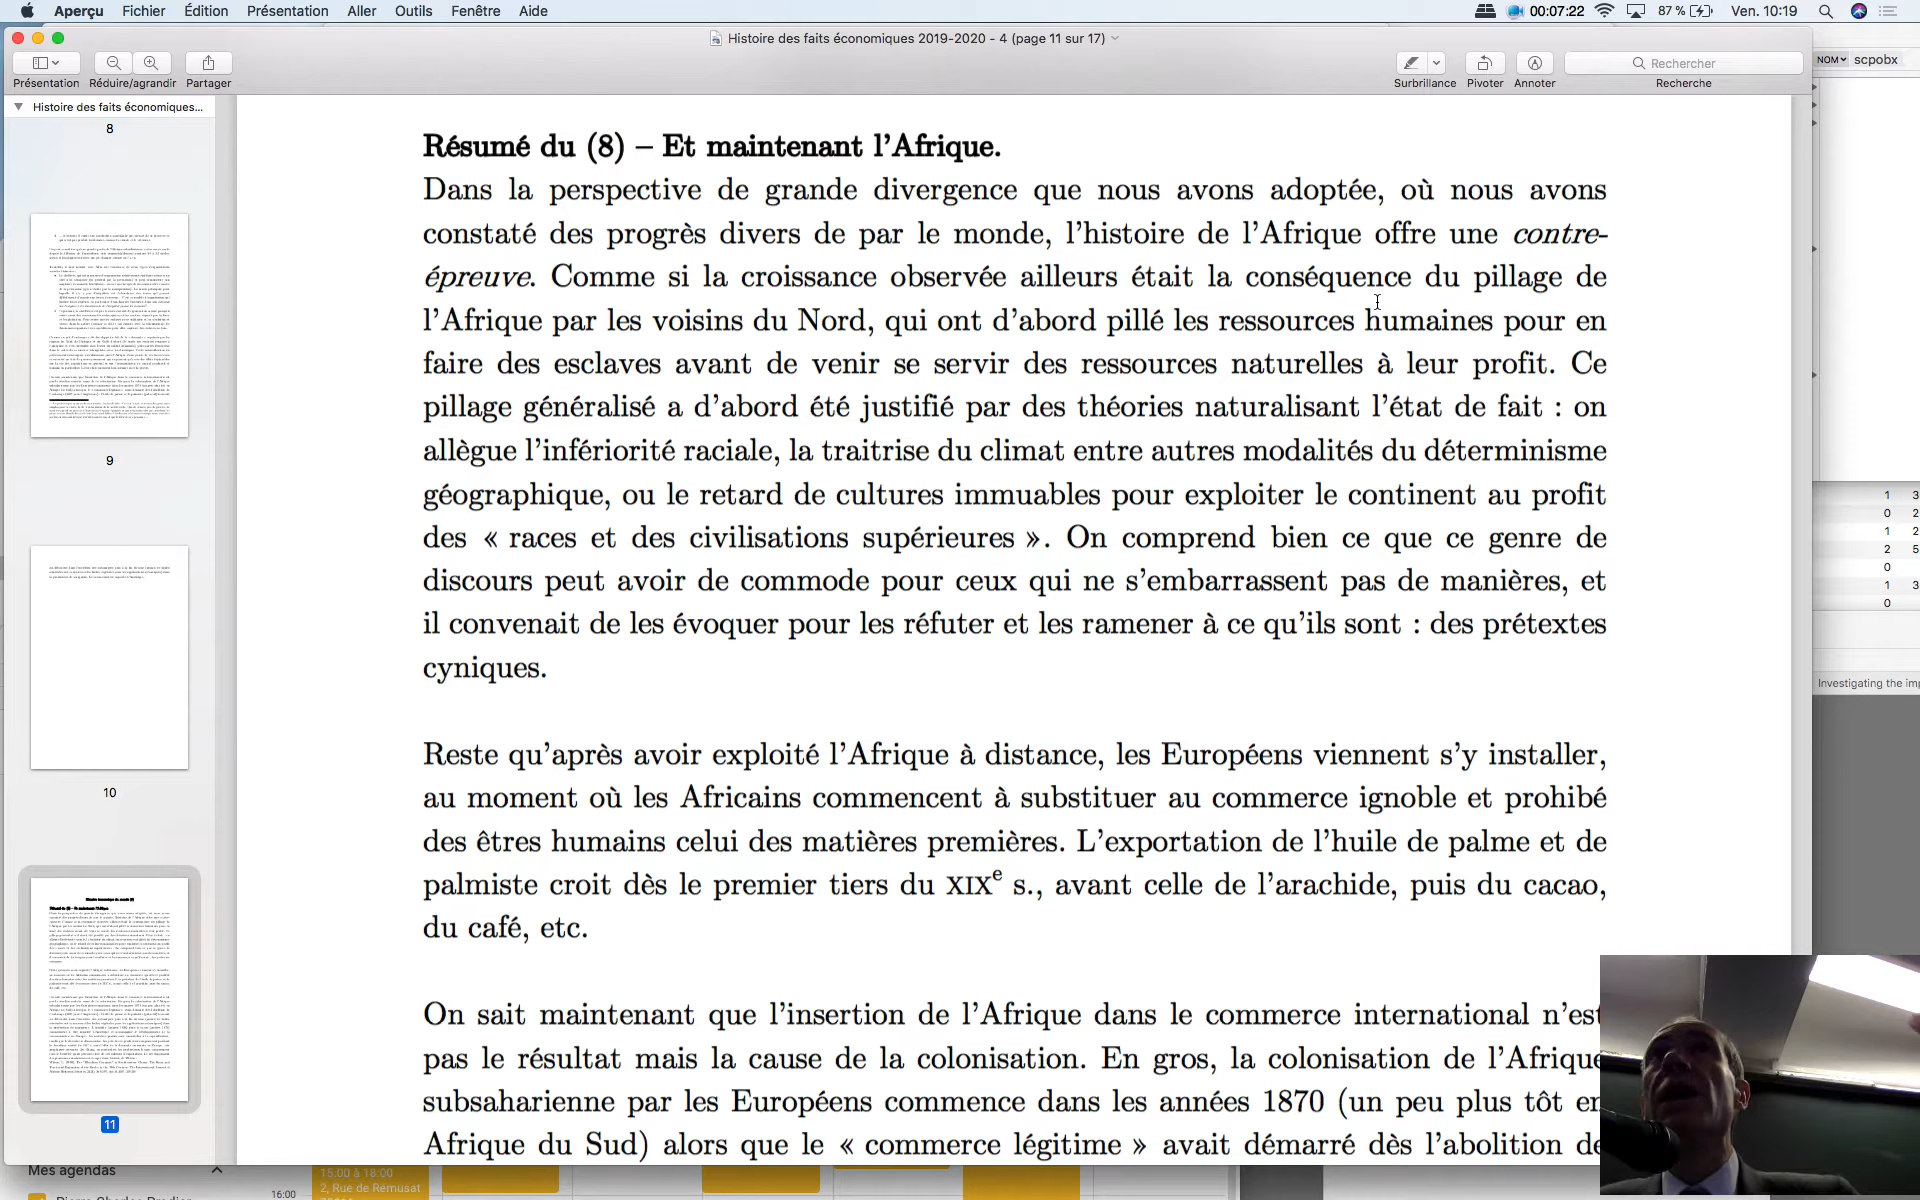 Aperçu Fichier Édition Présentation Aller Outils Fenêtre Aide 00:07:22 87 % Ven. 10:19
Histoire des faits économiques 2019-2020 - 4 (page 11 sur 17)
Présentation Réduire/agrandir Partager Surbrillance Pivoter Annoter Rechercher Recherche
NOM scpobx
Histoire des faits économiques...
8
9
10
11
Résumé du (8) – Et maintenant l'Afrique.
Dans la perspective de grande divergence que nous avons adoptée, où nous avons
constaté des progrès divers de par le monde, l'histoire de l'Afrique offre une contre-
épreuve. Comme si la croissance observée ailleurs était la conséquence du pillage de
l'Afrique par les voisins du Nord, qui ont d'abord pillé les ressources humaines pour en
faire des esclaves avant de venir se servir des ressources naturelles à leur profit. Ce
pillage généralisé a d'abord été justifié par des théories naturalisant l'état de fait : on
allègue l'infériorité raciale, la traitrise du climat entre autres modalités du déterminisme
géographique, ou le retard de cultures immuables pour exploiter le continent au profit
des « races et des civilisations supérieures ». On comprend bien ce que ce genre de
discours peut avoir de commode pour ceux qui ne s'embarrassent pas de manières, et
il convenait de les évoquer pour les réfuter et les ramener à ce qu'ils sont : des prétextes
cyniques.
Reste qu'après avoir exploité l'Afrique à distance, les Européens viennent s'y installer,
au moment où les Africains commencent à substituer au commerce ignoble et prohibé
des êtres humains celui des matières premières. L'exportation de l'huile de palme et de
palmiste croit dès le premier tiers du XIXe s., avant celle de l'arachide, puis du cacao,
du café, etc.
On sait maintenant que l'insertion de l'Afrique dans le commerce international n'est
pas le résultat mais la cause de la colonisation. En gros, la colonisation de l'Afrique
subsaharienne par les Européens commence dans les années 1870 (un peu plus tôt en
Afrique du Sud) alors que le « commerce légitime » avait démarré dès l'abolition de
1 3
0 2
1 2
2 5
0
1 3
0
Investigating the imp
Mes agendas
15:00 à 18:00
2, Rue de Rémusat
16:00